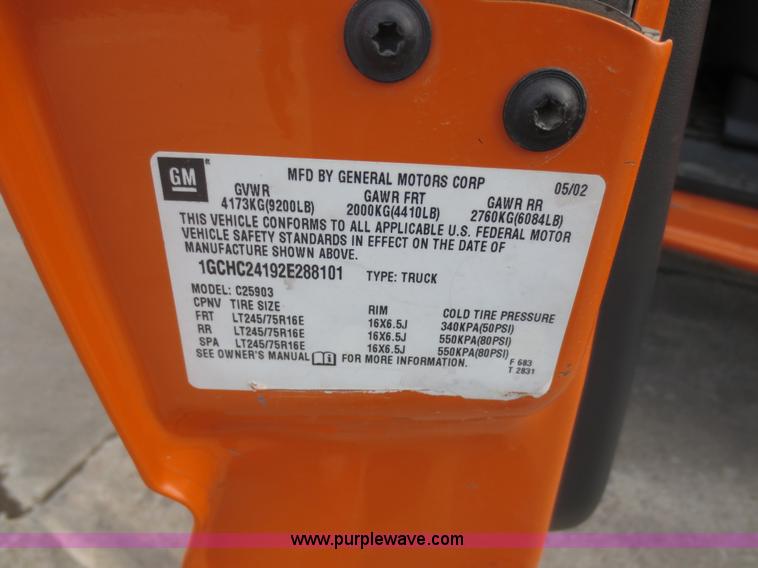 GM ®
MFD BY GENERAL MOTORS CORP 05/02
GVWR GAWR FRT GAWR RR
4173KG(9200LB) 2000KG(4410LB) 2760KG(6084LB)
THIS VEHICLE CONFORMS TO ALL APPLICABLE U.S. FEDERAL MOTOR
VEHICLE SAFETY STANDARDS IN EFFECT ON THE DATE OF
MANUFACTURE SHOWN ABOVE.
1GCHC24192E288101 TYPE: TRUCK
MODEL: C25903
CPNV TIRE SIZE RIM COLD TIRE PRESSURE
FRT LT245/75R16E 16X6.5J 340KPA(50PSI)
RR LT245/75R16E 16X6.5J 550KPA(80PSI)
SPA LT245/75R16E 16X6.5J 550KPA(80PSI)
SEE OWNER'S MANUAL FOR MORE INFORMATION.
F 683
T 2831
www.purplewave.com